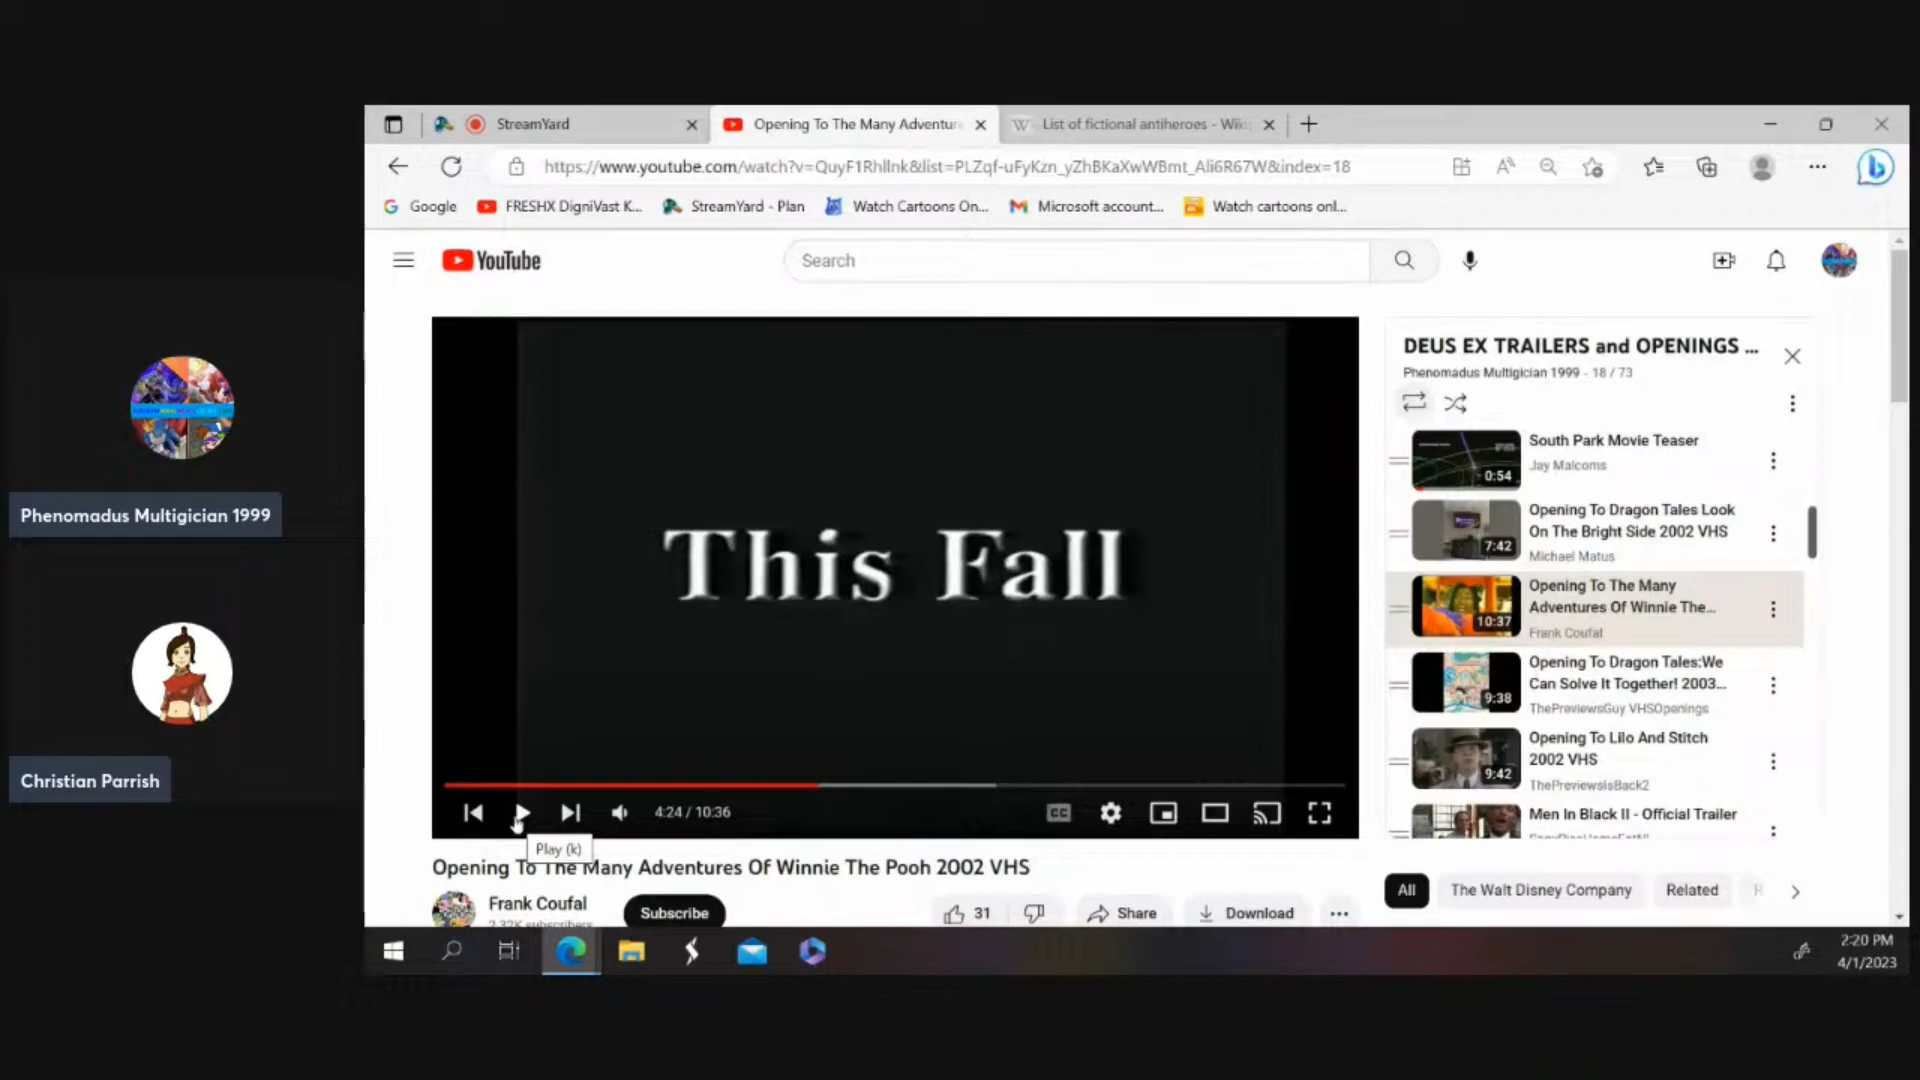 StreamYard
Opening To The Many Adventure
List of fictional antiheroes - Wiki
https://www.youtube.com/watch?v=QuyF1RhlInk&list=PLZqf-uFyKzn_yZhBKaXwWBmt_Ali6R67W&index=18
Google
FRESHX DigniVast K...
StreamYard - Plan
Watch Cartoons On...
Microsoft account...
Watch cartoons onl...
YouTube
Search
This Fall
4:24 / 10:36
CC
Play (k)
Opening To The Many Adventures Of Winnie The Pooh 2002 VHS
Frank Coufal
2.32K subscribers
Subscribe
31
Share
Download
DEUS EX TRAILERS and OPENINGS ...
Phenomadus Multigician 1999 - 18 / 73
South Park Movie Teaser
Jay Malcoms
0:54
Opening To Dragon Tales Look
On The Bright Side 2002 VHS
Michael Matus
7:42
Opening To The Many
Adventures Of Winnie The...
Frank Coufal
10:37
Opening To Dragon Tales:We
Can Solve It Together! 2003...
ThePreviewsGuy VHSOpenings
9:38
Opening To Lilo And Stitch
2002 VHS
ThePreviewsIsBack2
9:42
Men In Black II - Official Trailer
All
The Walt Disney Company
Related
Phenomadus Multigician 1999
Christian Parrish
2:20 PM
4/1/2023